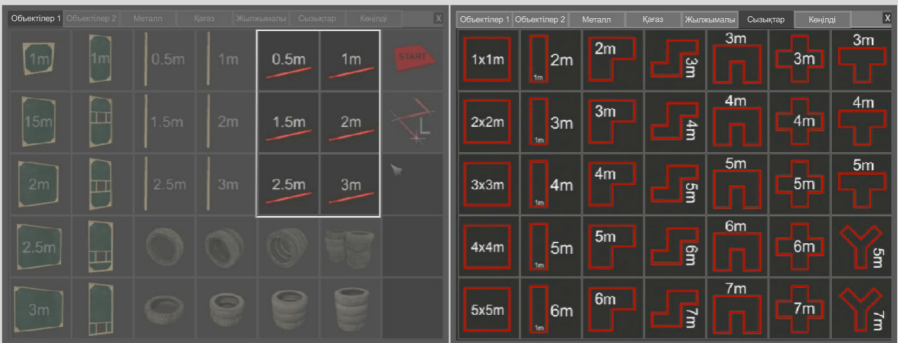 Объектілер 1 Объектілер 2 Металл Қағаз Жылжымалы Сызықтар Көңілді X
1m 1m 0.5m 1m 0.5m 1m START
15m 1.5m 2m 1.5m 2m
2m 2.5m 3m 2.5m 3m
2.5m
3m
Объектілер 1 Объектілер 2 Металл Қағаз Жылжымалы Сызықтар Көңілді X
1x1m 2m 1m 2m 3m 3m 3m 3m
2x2m 3m 1m 3m 4m 4m 4m 4m
3x3m 4m 1m 4m 5m 5m 5m 5m
4x4m 5m 1m 5m 6m 6m 6m 5m
5x5m 6m 1m 6m 7m 7m 7m 7m